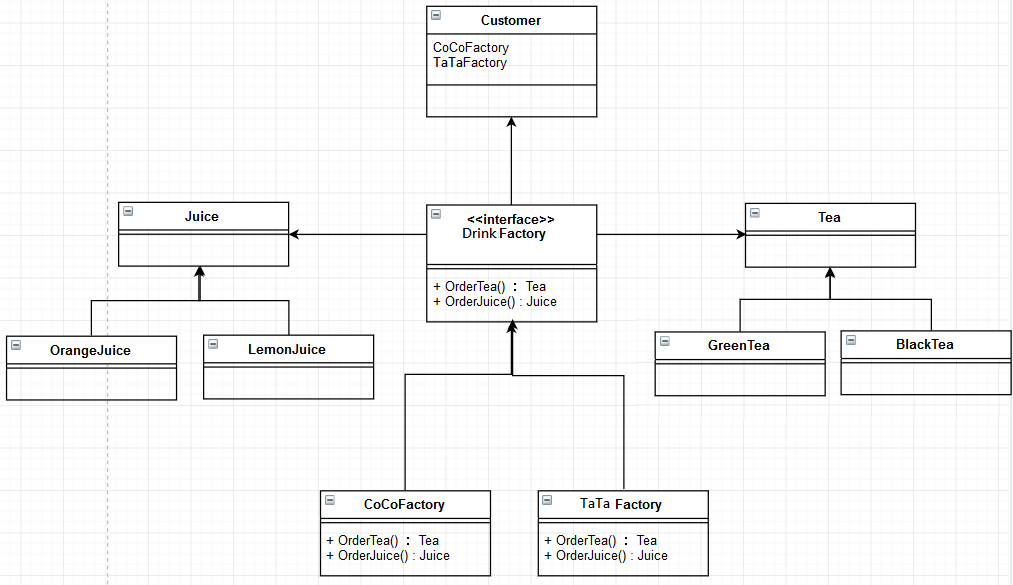 Customer
CoCoFactory
TaTaFactory
Juice
<<interface>>
Drink Factory
+ OrderTea() : Tea
+ OrderJuice() : Juice
Tea
OrangeJuice
LemonJuice
GreenTea
BlackTea
CoCoFactory
+ OrderTea() : Tea
+ OrderJuice() : Juice
TaTa Factory
+ OrderTea() : Tea
+ OrderJuice() : Juice